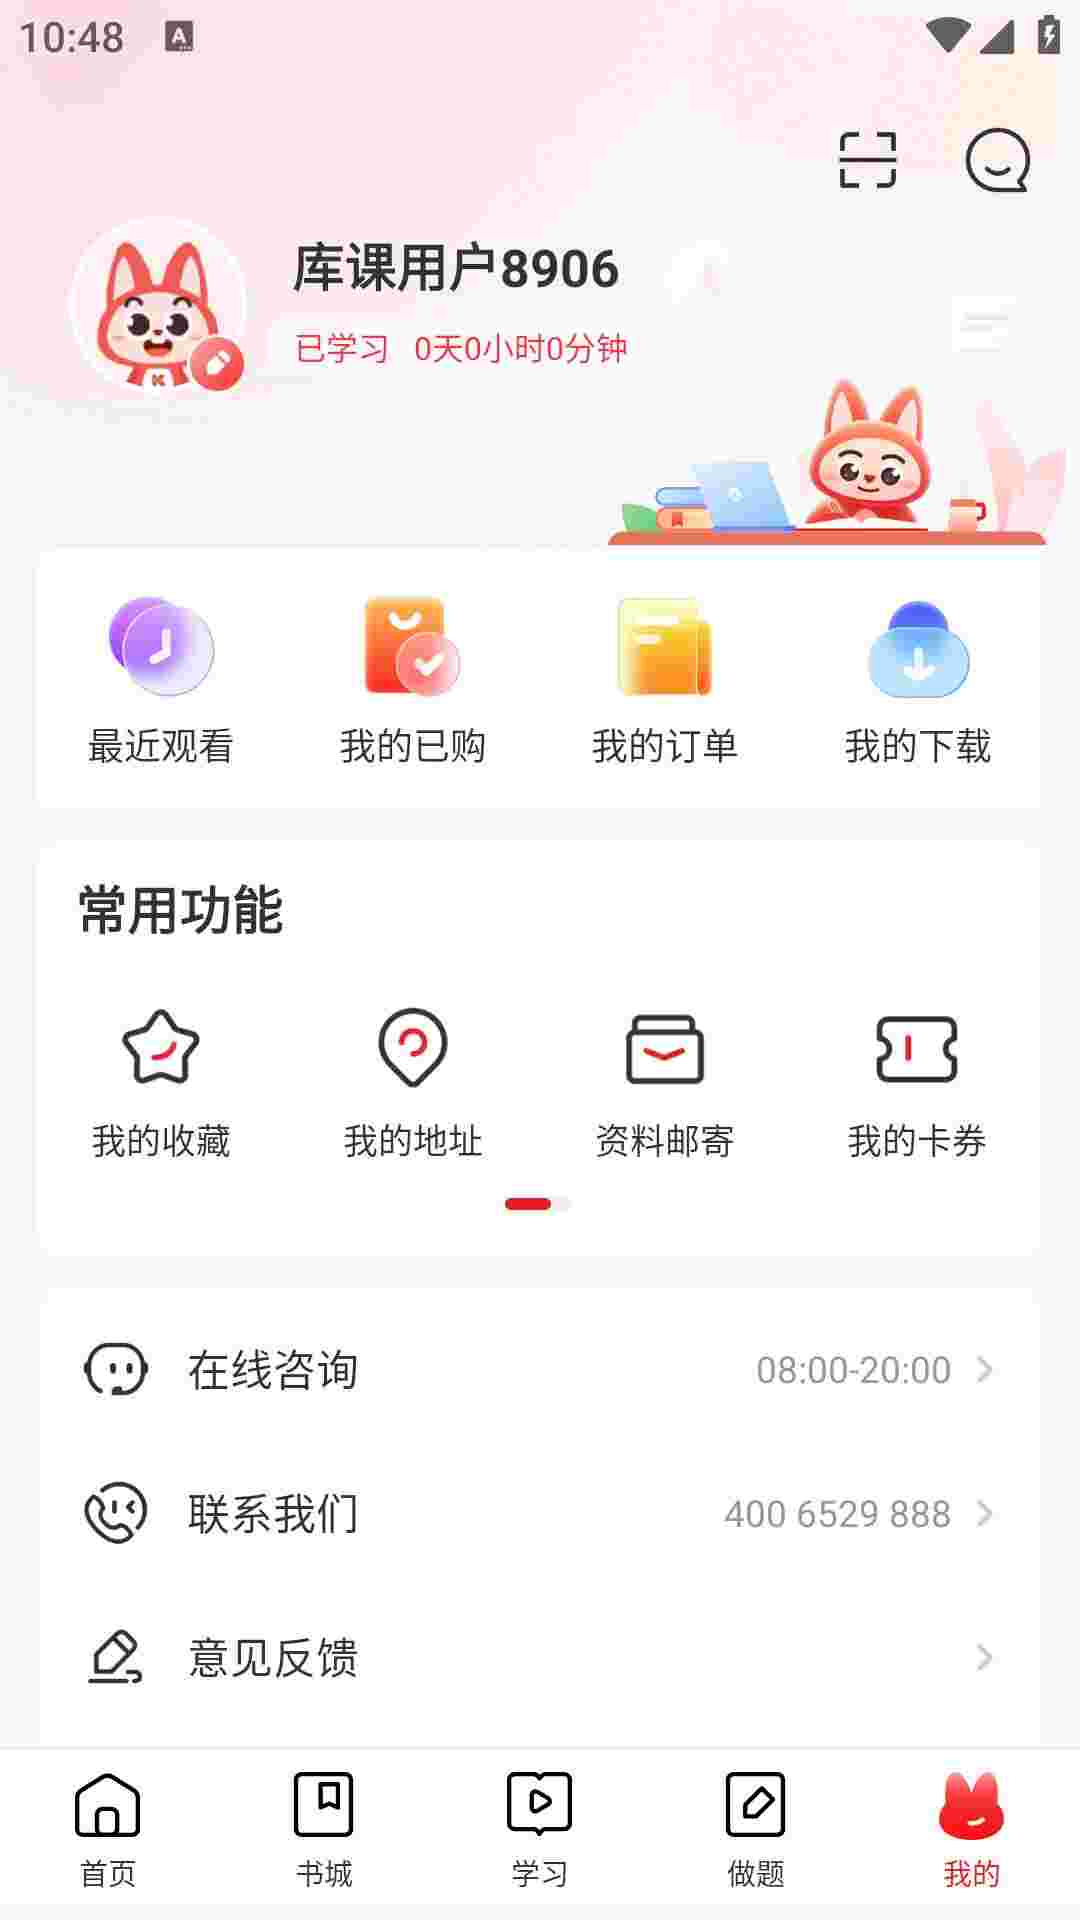 10:48
库课用户8906
已学习 0天0小时0分钟
最近观看 我的已购 我的订单 我的下载
常用功能
我的收藏 我的地址 资料邮寄 我的卡券
在线咨询 08:00-20:00
联系我们 400 6529 888
意见反馈
首页 书城 学习 做题 我的